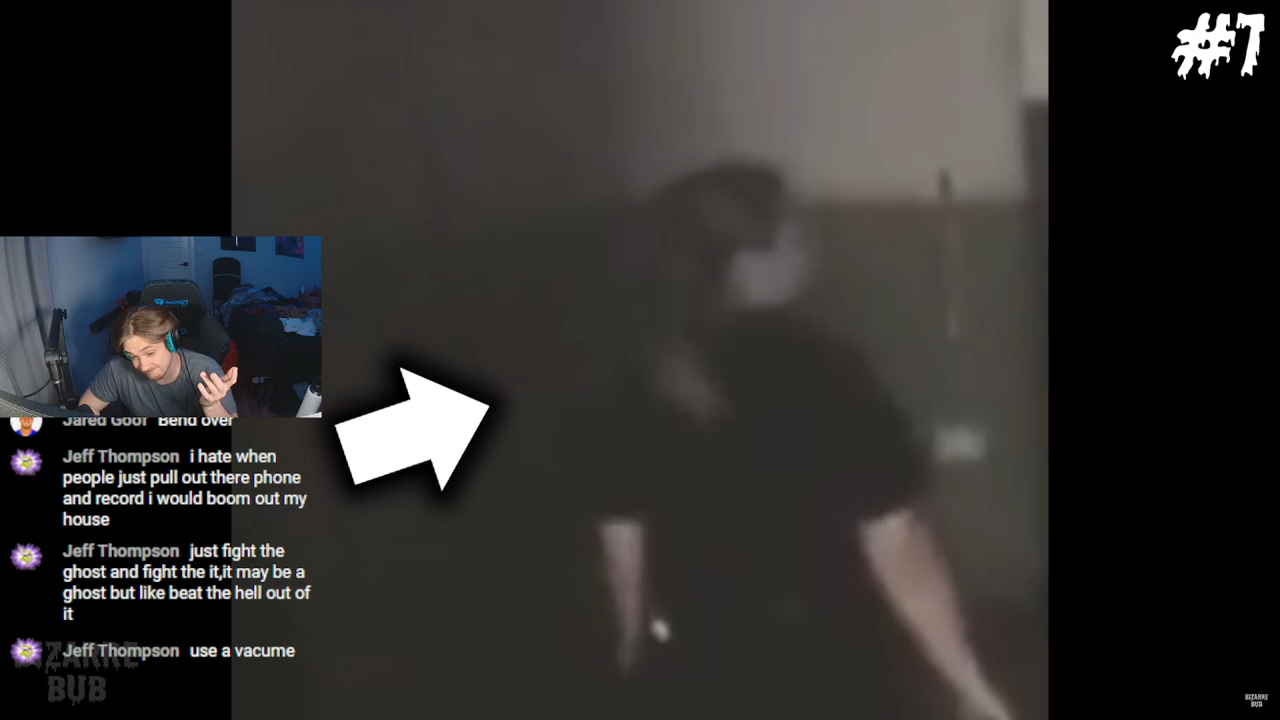 #7
Jared Goof Bend over
Jeff Thompson i hate when
people just pull out there phone
and record i would boom out my
house
Jeff Thompson just fight the
ghost and fight the it,it may be a
ghost but like beat the hell out of
it
Jeff Thompson use a vacume
BIZARRE
BUB
BIZARRE
BUB